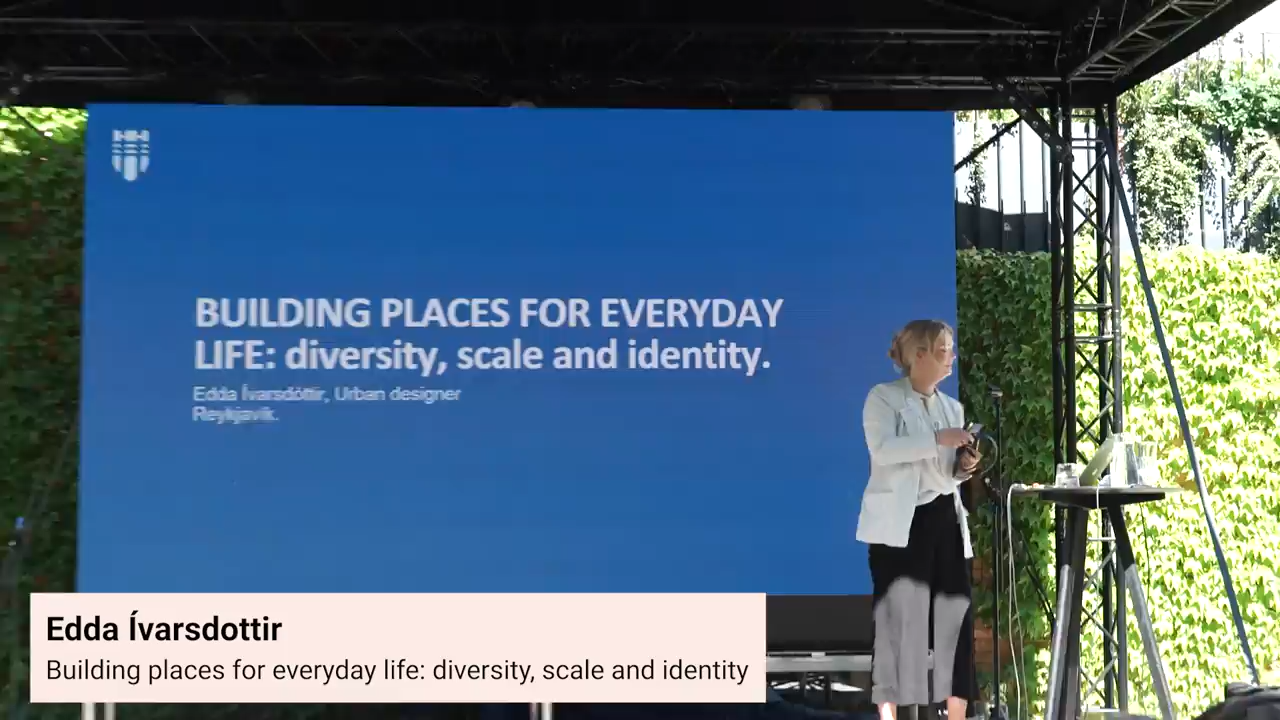 BUILDING PLACES FOR EVERYDAY
LIFE: diversity, scale and identity.
Edda Ívarsdóttir, Urban designer
Reykjavík.
Edda Ívarsdottir
Building places for everyday life: diversity, scale and identity